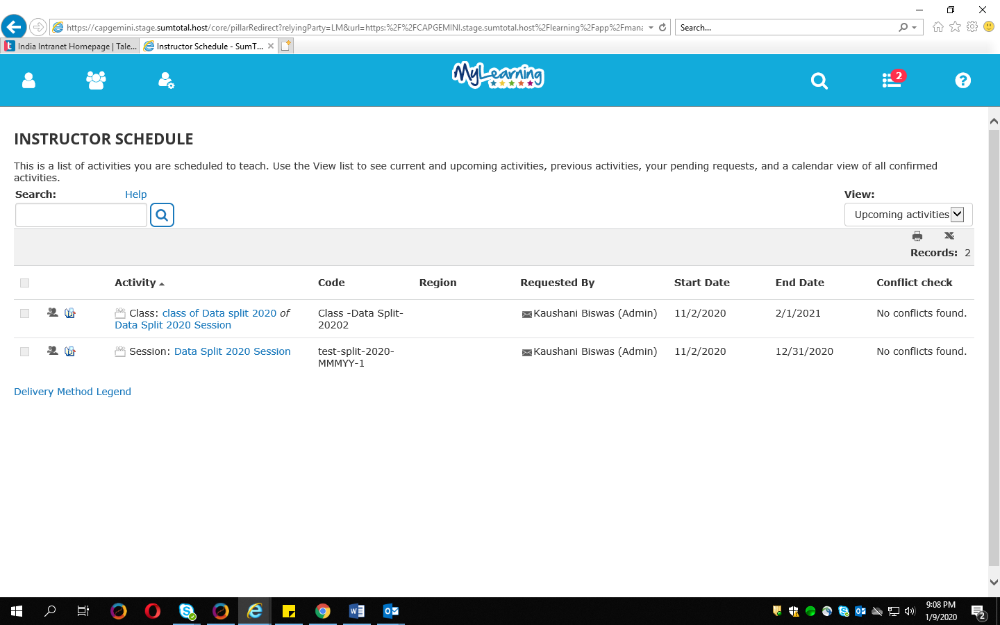 https://capgemini.stage.sumtotal.host/core/pillarRedirect?relyingParty=LM&url=https:%2F%2FCAPGEMINI.stage.sumtotal.host%2Flearning%2Fapp%2Fmana
Search...
India Intranet Homepage | Tale...
Instructor Schedule - SumT...
MyLearning
2
INSTRUCTOR SCHEDULE
This is a list of activities you are scheduled to teach. Use the View list to see current and upcoming activities, previous activities, your pending requests, and a calendar view of all confirmed
activities.
Search: Help View:
Upcoming activities
Records: 2
Activity Code Region Requested By Start Date End Date Conflict check
Class: class of Data split 2020 of Class -Data Split- Kaushani Biswas (Admin) 11/2/2020 2/1/2021 No conflicts found.
Data Split 2020 Session 20202
Session: Data Split 2020 Session test-split-2020- Kaushani Biswas (Admin) 11/2/2020 12/31/2020 No conflicts found.
MMMYY-1
Delivery Method Legend
9:08 PM
1/9/2020
2